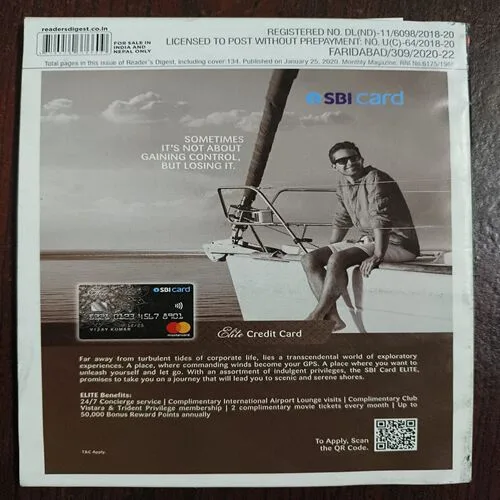 readersdigest.co.in
FOR SALE IN
INDIA AND
NEPAL ONLY
REGISTERED NO. DL(ND)-11/6098/2018-20
LICENSED TO POST WITHOUT PREPAYMENT: NO. U(C)-64/2018-20
FARIDABAD/309/2020-22
Total pages in this issue of Reader's Digest, including cover: 134. Published on January 25, 2020. Monthly Magazine. RNI No.
SBI card
SOMETIMES
IT'S NOT ABOUT
GAINING CONTROL,
BUT LOSING IT.
SBI card
VIJAY KUMAR
mastercard
Elite Credit Card
Far away from turbulent tides of corporate life, lies a transcendental world of exploratory
experiences. A place, where commanding winds become your GPS. A place where you want to
unleash yourself and let go. With an assortment of indulgent privileges, the SBI Card ELITE,
promises to take you on a journey that will lead you to scenic and serene shores.
ELITE Benefits:
24/7 Concierge service | Complimentary International Airport Lounge visits | Complimentary Club
Vistara & Trident Privilege membership | 2 complimentary movie tickets every month | Up to
50,000 Bonus Reward Points annually
To Apply, Scan
the QR Code.
T&C Apply.